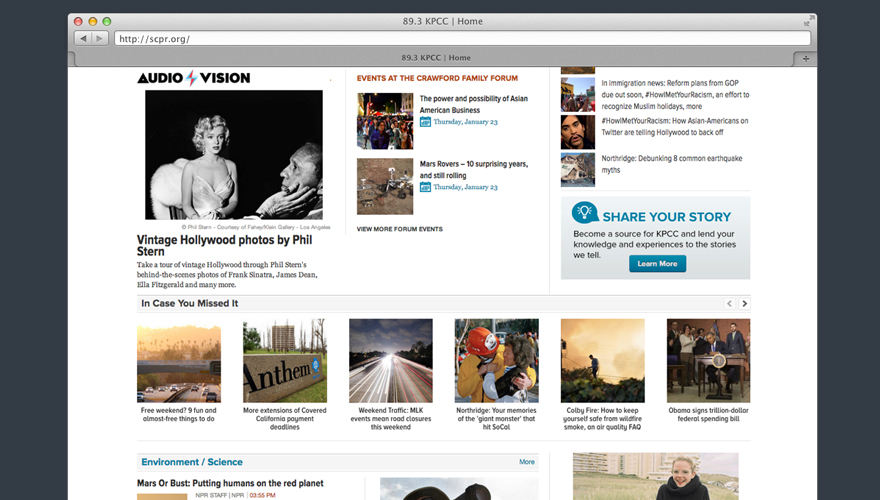 89.3 KPCC | Home
http://scpr.org/
89.3 KPCC | Home
AUDIO VISION
© Phil Stern - Courtesy of Fahey/Klein Gallery - Los Angeles
Vintage Hollywood photos by Phil
Stern
Take a tour of vintage Hollywood through Phil Stern's
behind-the-scenes photos of Frank Sinatra, James Dean,
Ella Fitzgerald and many more.
EVENTS AT THE CRAWFORD FAMILY FORUM
The power and possibility of Asian
American Business
Thursday, January 23
Mars Rovers – 10 surprising years,
and still rolling
Thursday, January 23
VIEW MORE FORUM EVENTS
In Immigration news: Reform plans from GOP
due out soon, #HowIMetYourRacism, an effort to
recognize Muslim holidays, more
#HowIMetYourRacism: How Asian-Americans on
Twitter are telling Hollywood to back off
Northridge: Debunking 8 common earthquake
myths
SHARE YOUR STORY
Become a source for KPCC and lend your
knowledge and experiences to the stories
we tell.
Learn More
In Case You Missed It
Anthem
Free weekend? 9 fun and
almost-free things to do
More extensions of Covered
California payment
deadlines
Weekend Traffic: MLK
events mean road closures
this weekend
Northridge: Your memories
of the 'giant monster' that
hit SoCal
Colby Fire: How to keep
yourself safe from wildfire
smoke, an air quality FAQ
Obama signs trillion-dollar
federal spending bill
Environment / Science
More
Mars Or Bust: Putting humans on the red planet
NPR STAFF | NPR | 03:55 PM